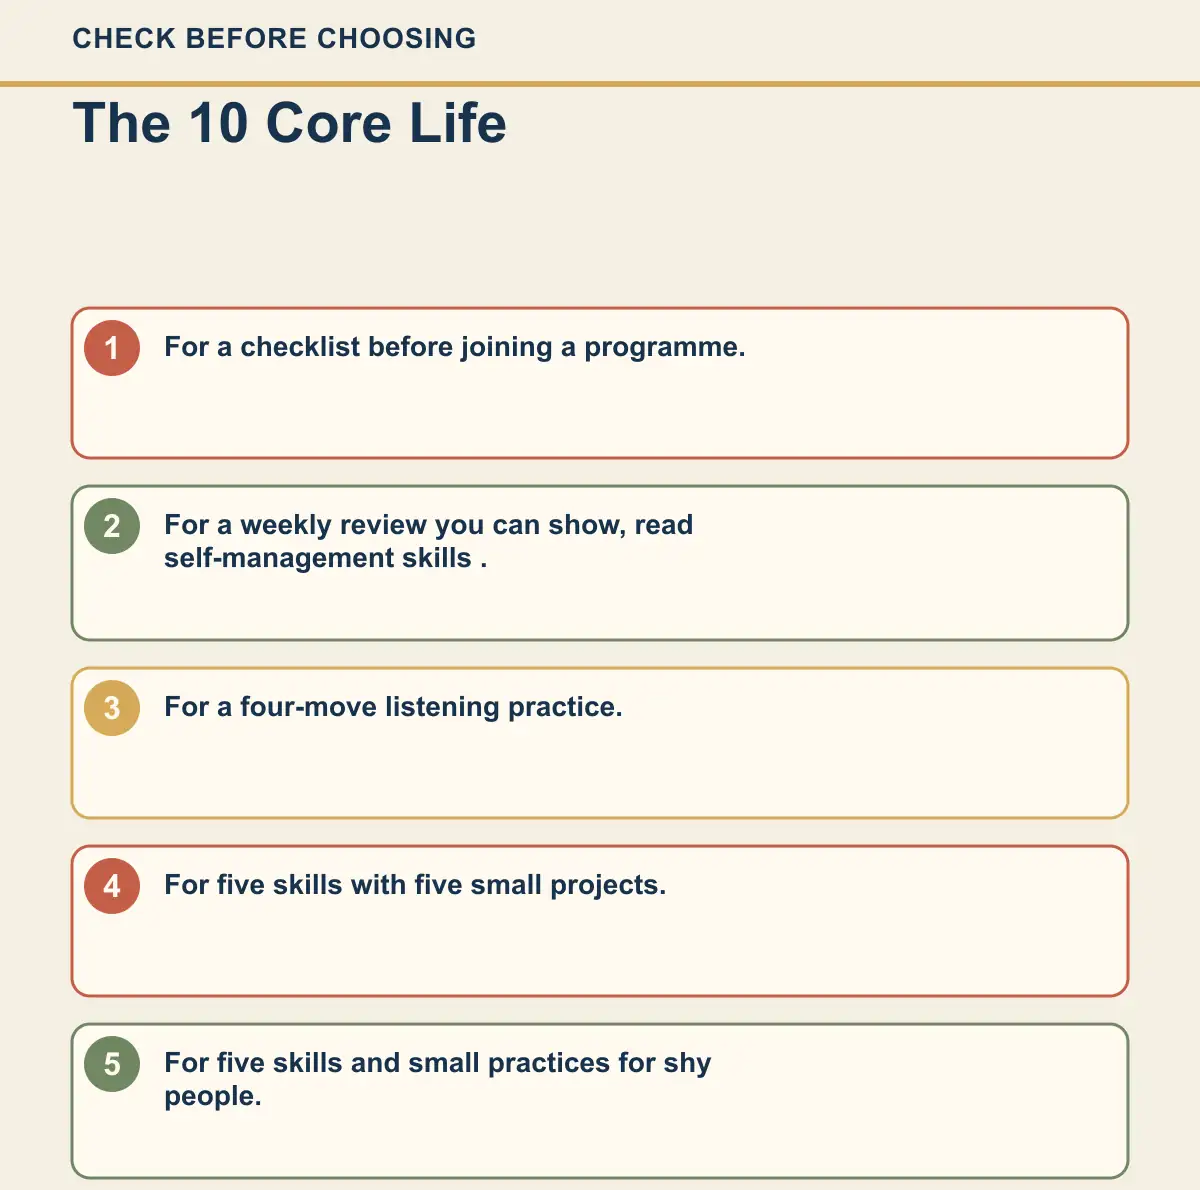 CHECK BEFORE CHOOSING
The 10 Core Life
1
For a checklist before joining a programme.
2
For a weekly review you can show, read
self-management skills .
3
For a four-move listening practice.
4
For five skills with five small projects.
5
For five skills and small practices for shy
people.